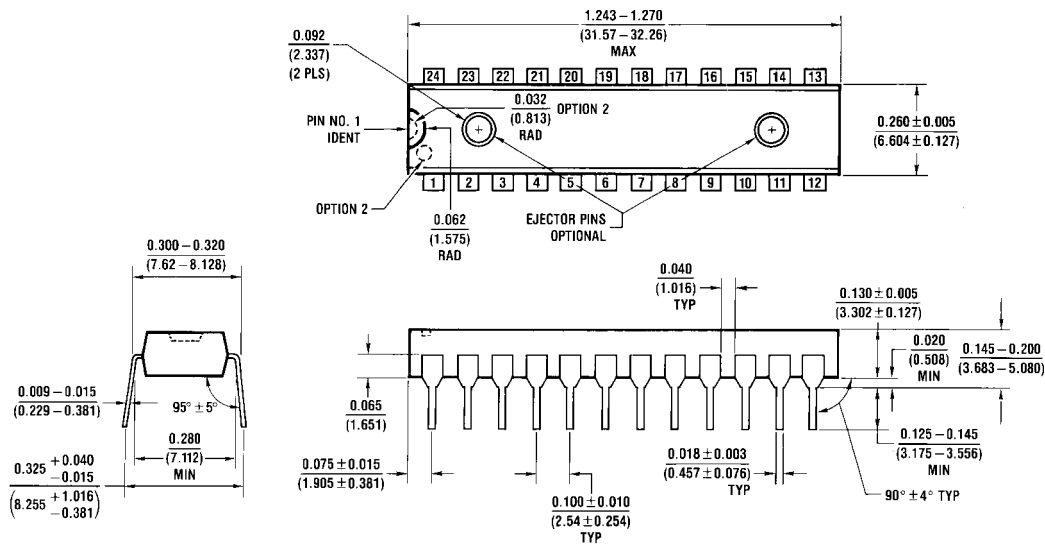 1.243 – 1.270
(31.57 – 32.26)
MAX
0.092
(2.337)
(2 PLS)
24 23 22 21 20 19 18 17 16 15 14 13
0.032
(0.813)
RAD
OPTION 2
PIN NO. 1
IDENT
0.260 ± 0.005
(6.604 ± 0.127)
1 2 3 4 5 6 7 8 9 10 11 12
OPTION 2
0.062
(1.575)
RAD
EJECTOR PINS
OPTIONAL
0.300 – 0.320
(7.62 – 8.128)
0.040
(1.016)
TYP
0.130 ± 0.005
(3.302 ± 0.127)
0.020
(0.508)
MIN
0.145 – 0.200
(3.683 – 5.080)
0.009 – 0.015
(0.229 – 0.381)
95° ± 5°
0.065
(1.651)
0.280
(7.112)
MIN
0.125 – 0.145
(3.175 – 3.556)
MIN
0.325 +0.040 −0.015
(8.255 +1.016 −0.381)
0.075 ± 0.015
(1.905 ± 0.381)
0.018 ± 0.003
(0.457 ± 0.076)
TYP
0.100 ± 0.010
(2.54 ± 0.254)
TYP
90° ± 4° TYP